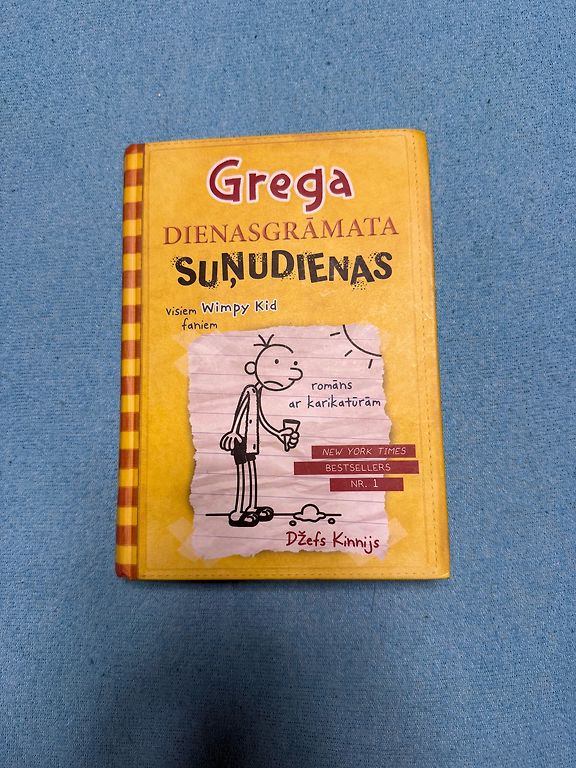 Grega
DIENASGRĀMATA
SUŅUDIENAS
visiem Wimpy Kid
faniem
romāns
ar karikatūrām
NEW YORK TIMES
BESTSELLERS
NR. 1
Džefs Kinnijs